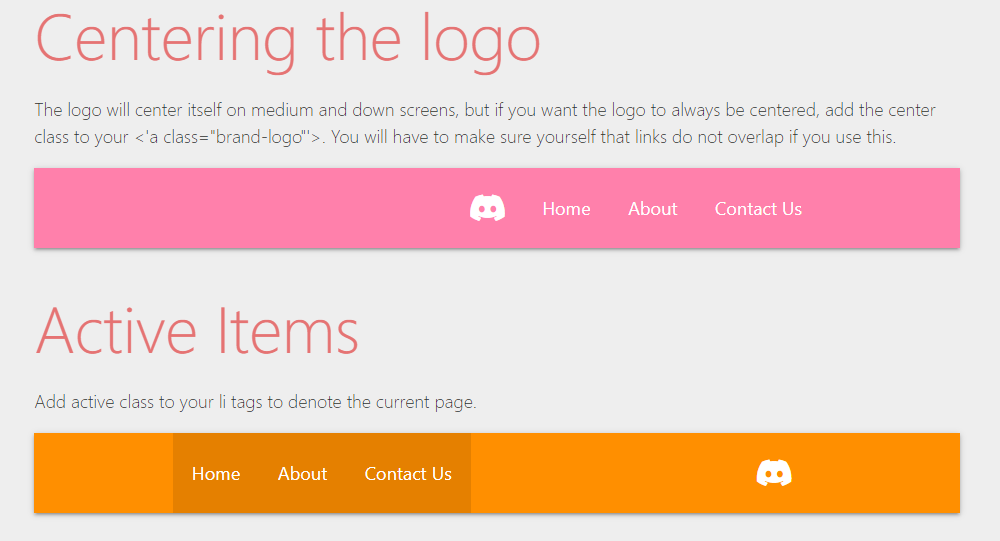 Centering the logo
The logo will center itself on medium and down screens, but if you want the logo to always be centered, add the center
class to your <'a class="brand-logo"'>. You will have to make sure yourself that links do not overlap if you use this.
Home About Contact Us
Active Items
Add active class to your li tags to denote the current page.
Home About Contact Us